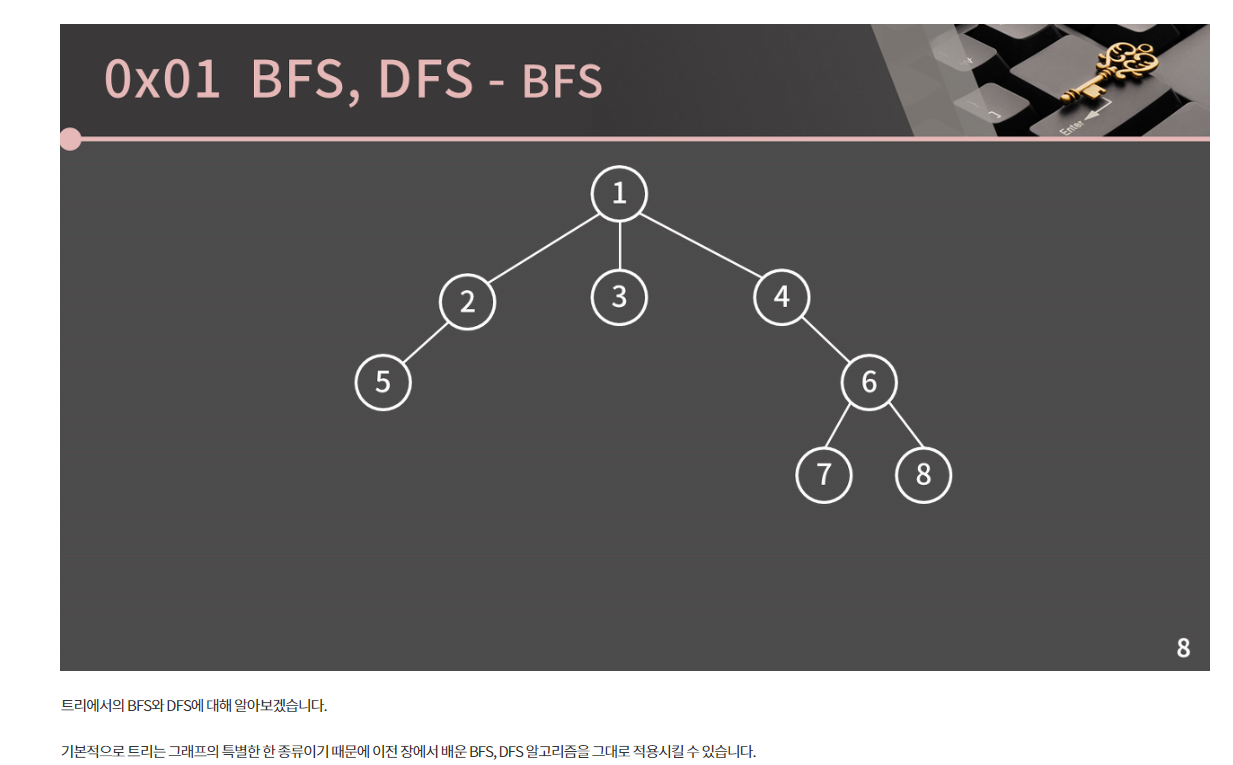 0x01 BFS, DFS - BFS
Enter
1
2
3
4
5
6
7
8
8
트리에서의 BFS와 DFS에 대해 알아보겠습니다.
기본적으로 트리는 그래프의 특별한 한 종류이기 때문에 이전 장에서 배운 BFS, DFS 알고리즘을 그대로 적용시킬 수 있습니다.